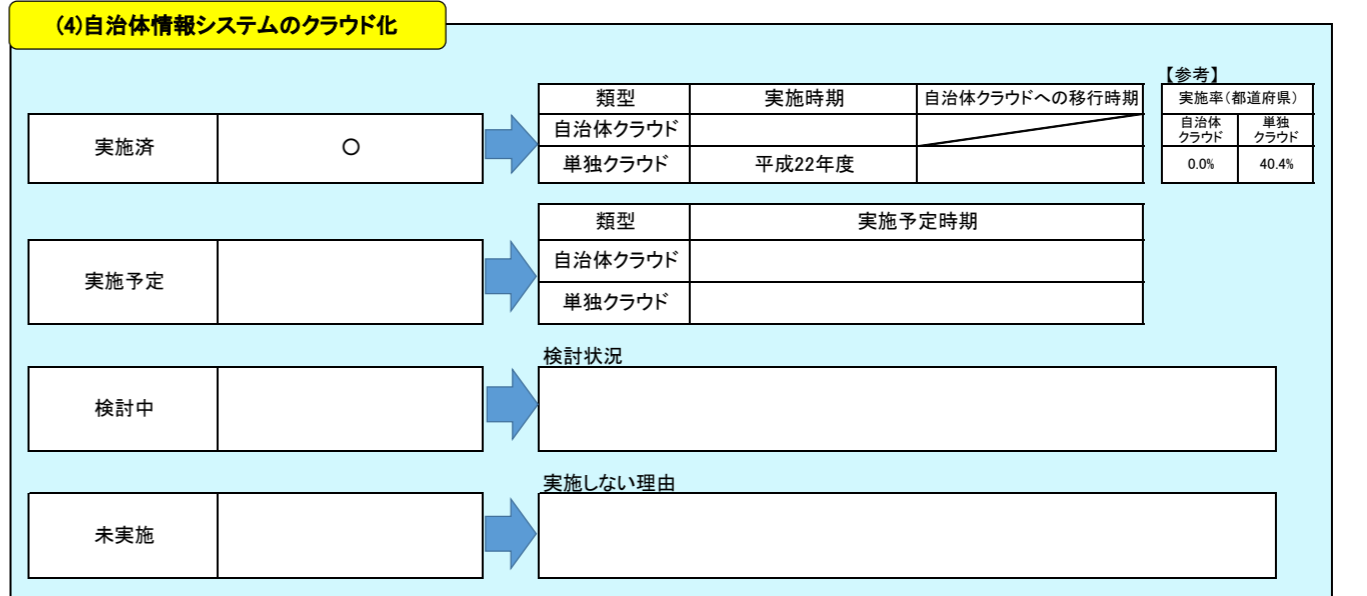 (4)自治体情報システムのクラウド化
【参考】
類型 実施時期 自治体クラウドへの移行時期
実施率(都道府県)
実施済 ○
自治体クラウド
単独クラウド 平成22年度
自治体
クラウド
単独
クラウド
0.0% 40.4%
類型 実施予定時期
実施予定
自治体クラウド
単独クラウド
検討状況
検討中
実施しない理由
未実施